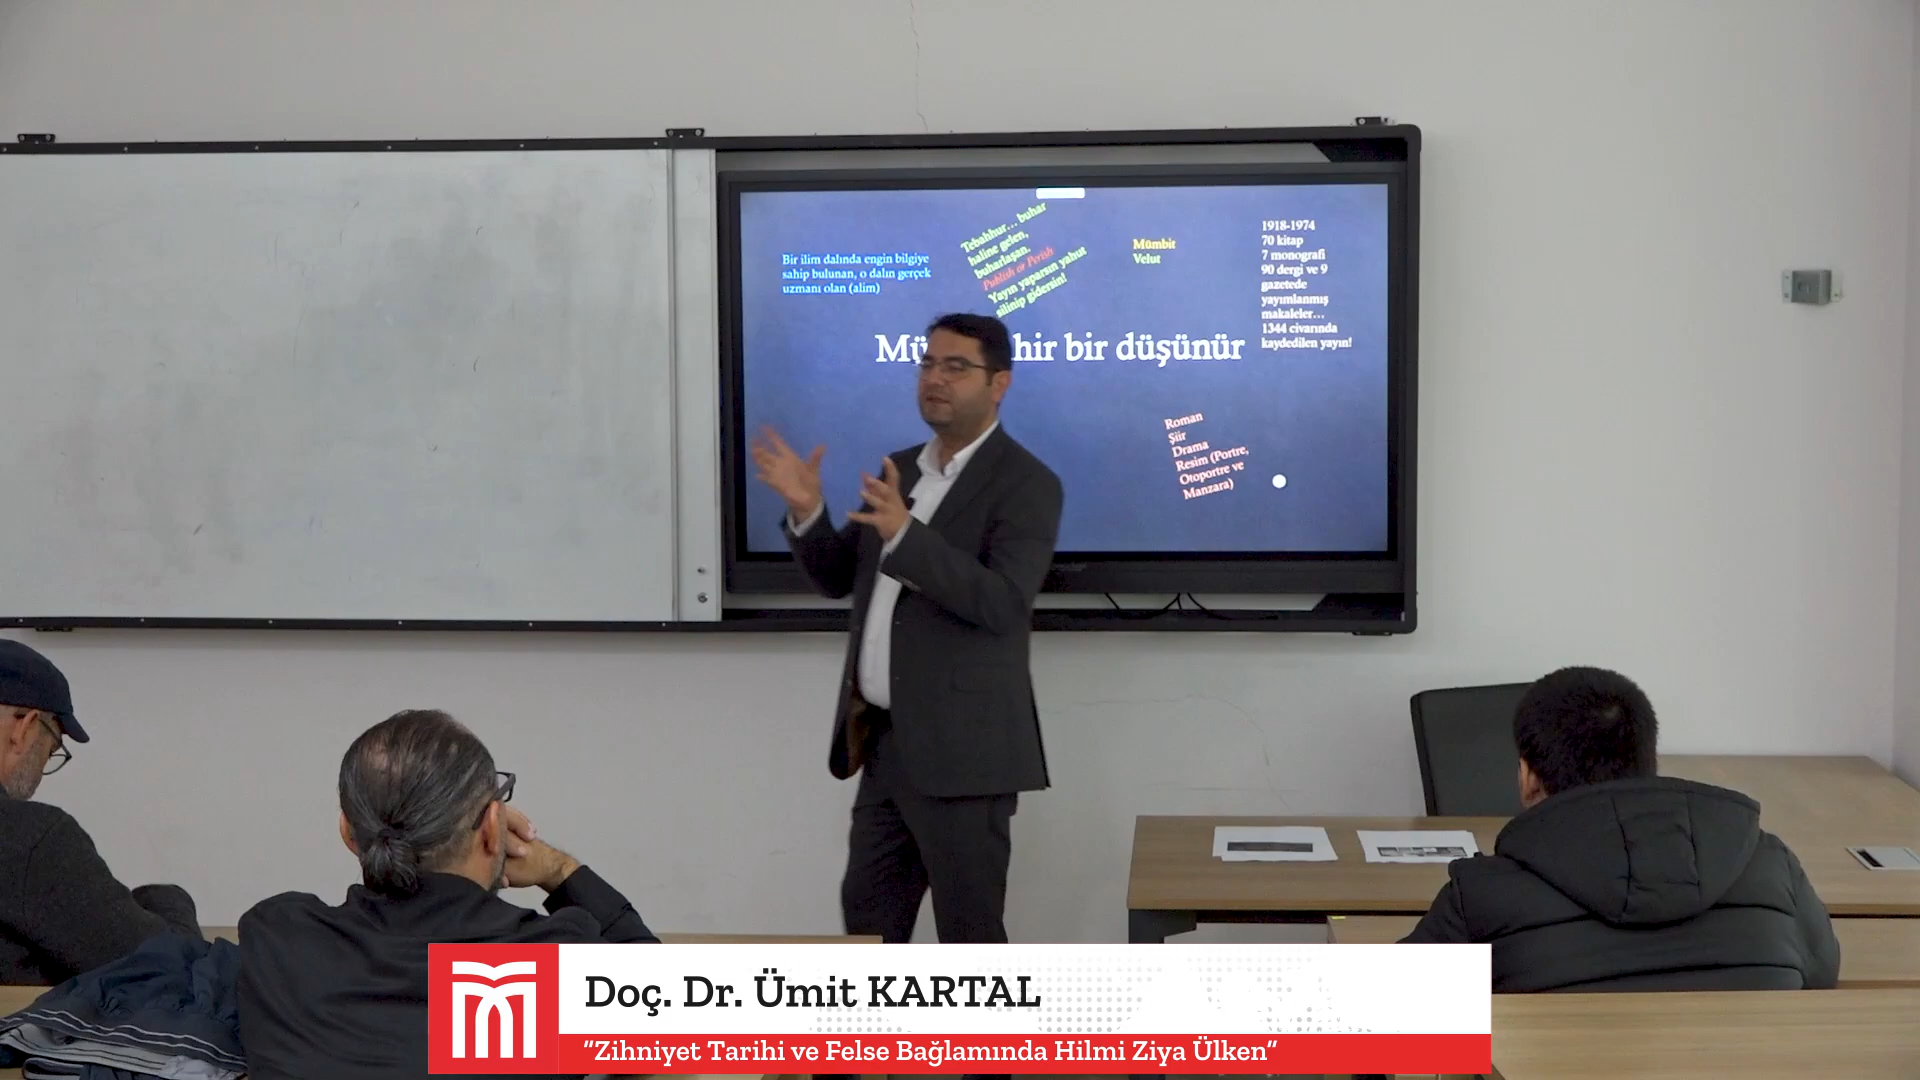 Bir ilim dalında engin bilgiye
sahip bulunan, o dalın gerçek
uzmanı olan (alim)
Tebahhur... buhar
haline gelen,
buharlaşan.
Publish or Perish
Yayın yaparsın yahut
silinip gidersin!
Mümbit
Velut
1918-1974
70 kitap
7 monografi
90 dergi ve 9
gazetede
yayımlanmış
makaleler...
1344 civarında
kaydedilen yayın!
bir düşünür
Roman
Şiir
Drama
Resim (Portre,
Otoportre ve
Manzara)
Doç. Dr. Ümit KARTAL
"Zihniyet Tarihi ve Felse Bağlamında Hilmi Ziya Ülken"